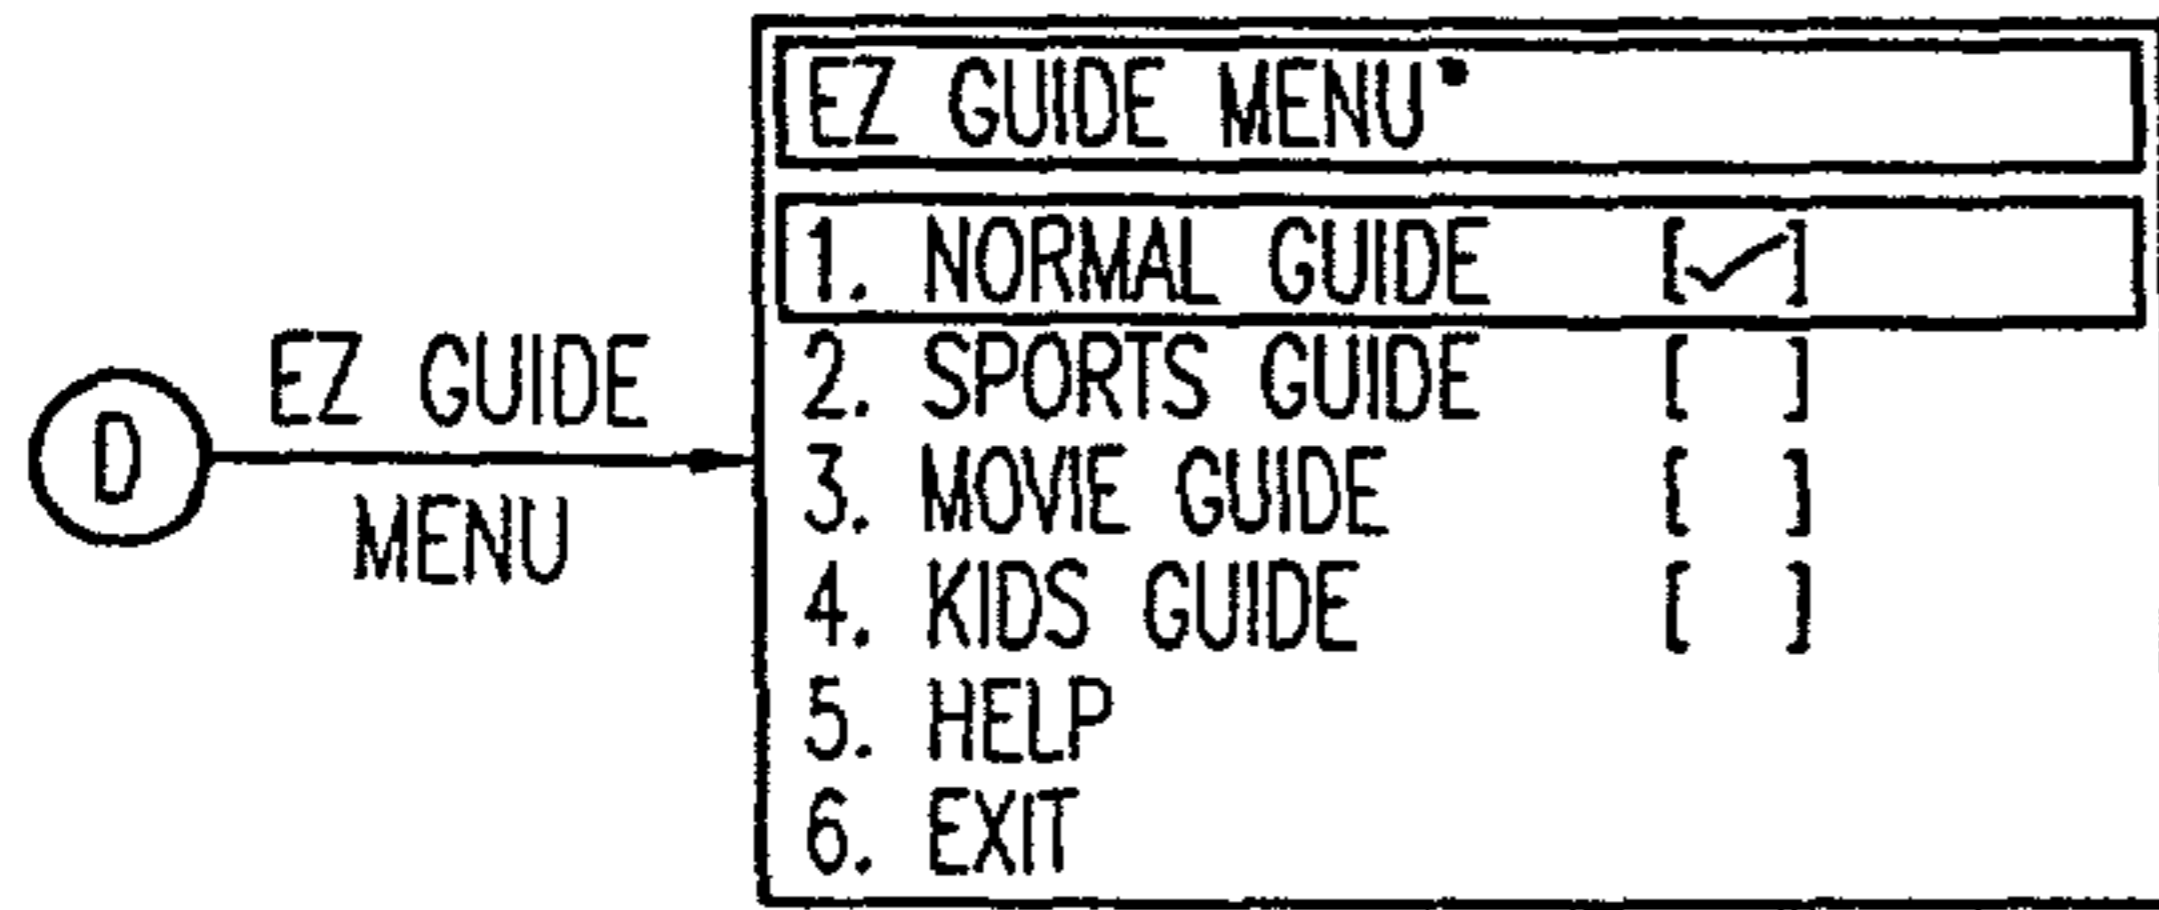 D
EZ GUIDE
MENU
EZ GUIDE MENU
1. NORMAL GUIDE [✓]
2. SPORTS GUIDE [ ]
3. MOVIE GUIDE [ ]
4. KIDS GUIDE [ ]
5. HELP
6. EXIT